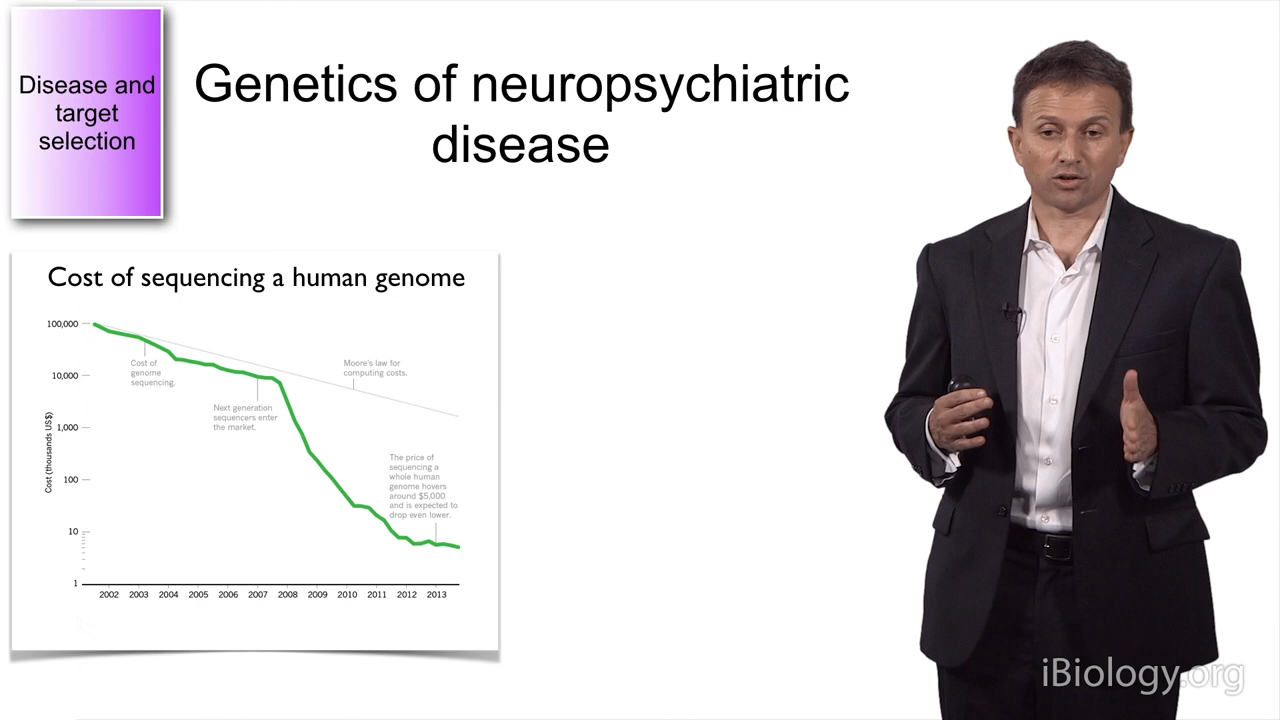 Disease and
target
selection
Genetics of neuropsychiatric
disease
Cost of sequencing a human genome
100,000
10,000
1,000
100
10
1
Cost (thousands US$)
Cost of
genome
sequencing.
Next generation
sequencers enter
the market.
Moore's law for
computing costs.
The price of
sequencing a
whole human
genome hovers
around $5,000
and is expected to
drop even lower.
2002 2003 2004 2005 2006 2007 2008 2009 2010 2011 2012 2013
iBiology.org